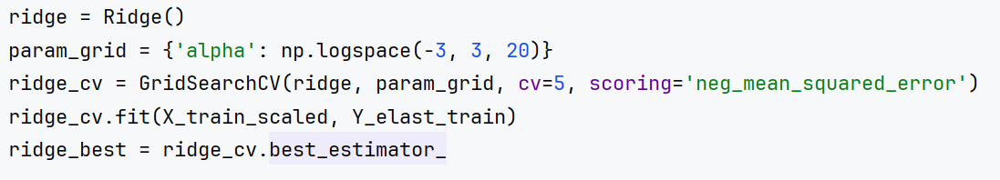 ridge = Ridge()
param_grid = {'alpha': np.logspace(-3, 3, 20)}
ridge_cv = GridSearchCV(ridge, param_grid, cv=5, scoring='neg_mean_squared_error')
ridge_cv.fit(X_train_scaled, Y_elast_train)
ridge_best = ridge_cv.best_estimator_